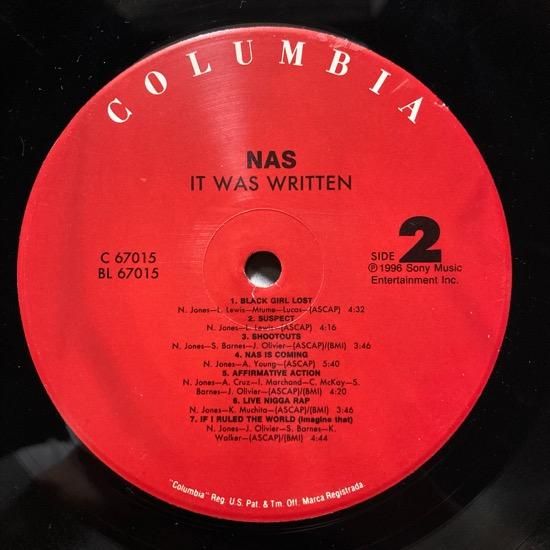 COLUMBIA
NAS
IT WAS WRITTEN
C 67015
BL 67015
SIDE 2
℗ 1996 Sony Music
Entertainment Inc.
1. BLACK GIRL LOST
N. Jones—L. Lewis—Mtume—Lucas—(ASCAP) 4:32
2. SUSPECT
N. Jones—L. Lewis—(ASCAP) 4:16
3. SHOOTOUTS
N. Jones—S. Barnes—J. Olivier—(ASCAP)/(BMI) 3:46
4. NAS IS COMING
N. Jones—A. Young—(ASCAP) 5:40
5. AFFIRMATIVE ACTION
N. Jones—A. Cruz—I. Marchand—C. McKay—S.
Barnes—J. Olivier—(ASCAP)/(BMI) 4:20
6. LIVE NIGGA RAP
N. Jones—K. Muchita—(ASCAP)/(BMI) 3:46
7. IF I RULED THE WORLD (Imagine that)
N. Jones—J. Olivier—S. Barnes—K.
Walker—(ASCAP)/(BMI) 4:44
"Columbia" Reg. U.S. Pat. & Tm. Off. Marca Registrada.